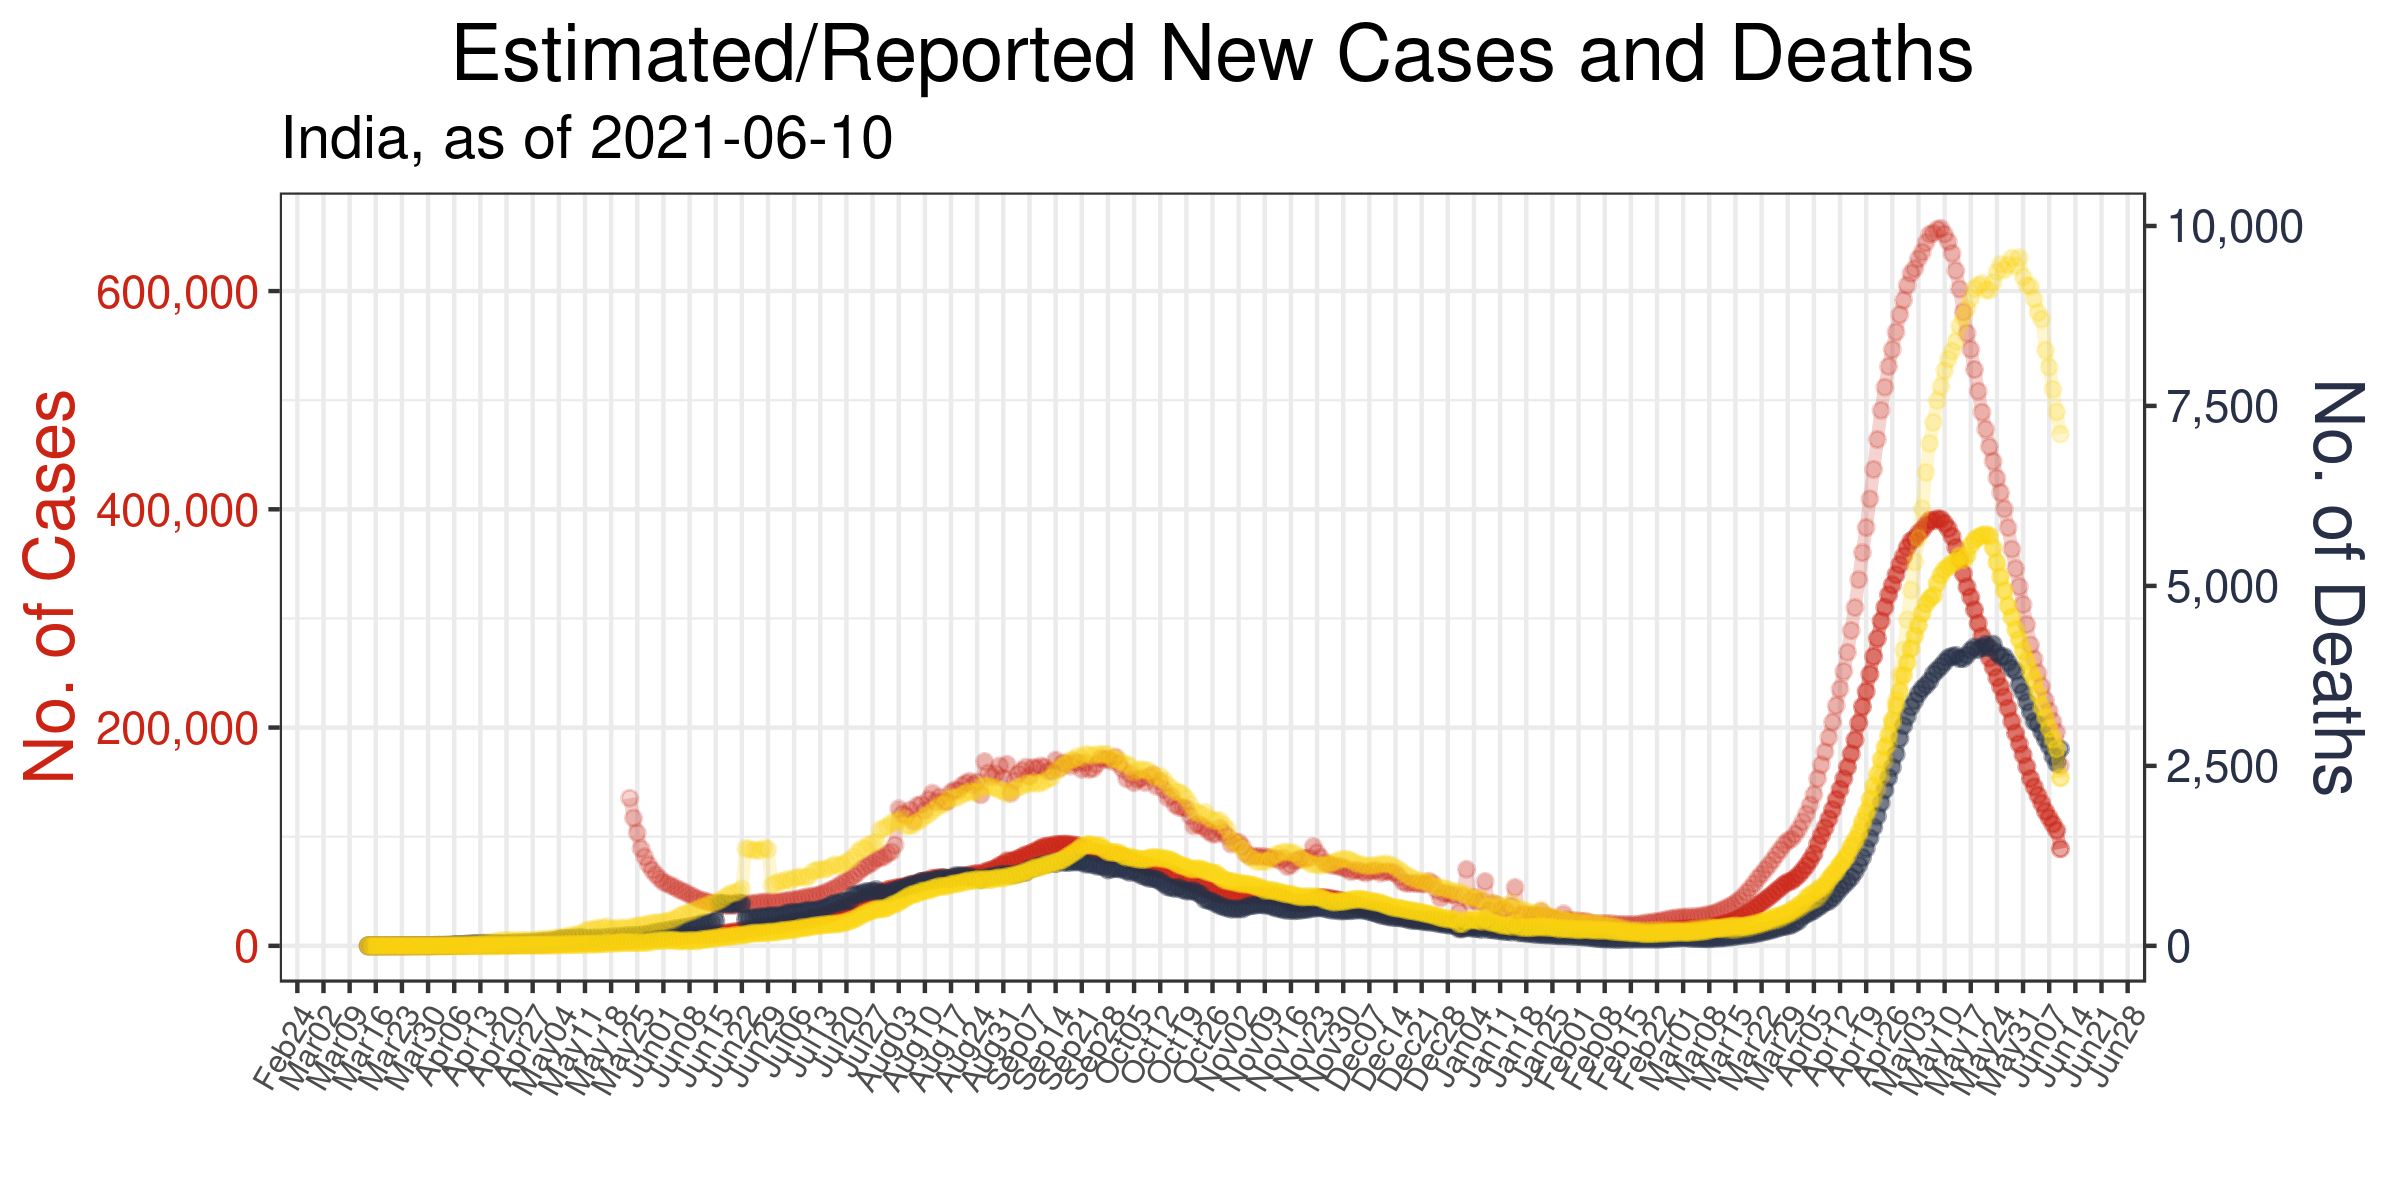 Estimated/Reported New Cases and Deaths
India, as of 2021-06-10
No. of Cases
600,000
400,000
200,000
0
10,000
7,500
5,000
2,500
0
No. of Deaths
Feb24
Mar02
Mar09
Mar16
Mar23
Mar30
Apr06
Apr13
Apr20
Apr27
May04
May11
May18
May25
Jun01
Jun08
Jun15
Jun22
Jun29
Jul06
Jul13
Jul20
Jul27
Aug03
Aug10
Aug17
Aug24
Aug31
Sep07
Sep14
Sep21
Sep28
Oct05
Oct12
Oct19
Oct26
Nov02
Nov09
Nov16
Nov23
Nov30
Dec07
Dec14
Dec21
Dec28
Jan04
Jan11
Jan18
Jan25
Feb01
Feb08
Feb15
Feb22
Mar01
Mar08
Mar15
Mar22
Mar29
Apr05
Apr12
Apr19
Apr26
May03
May10
May17
May24
May31
Jun07
Jun14
Jun21
Jun28